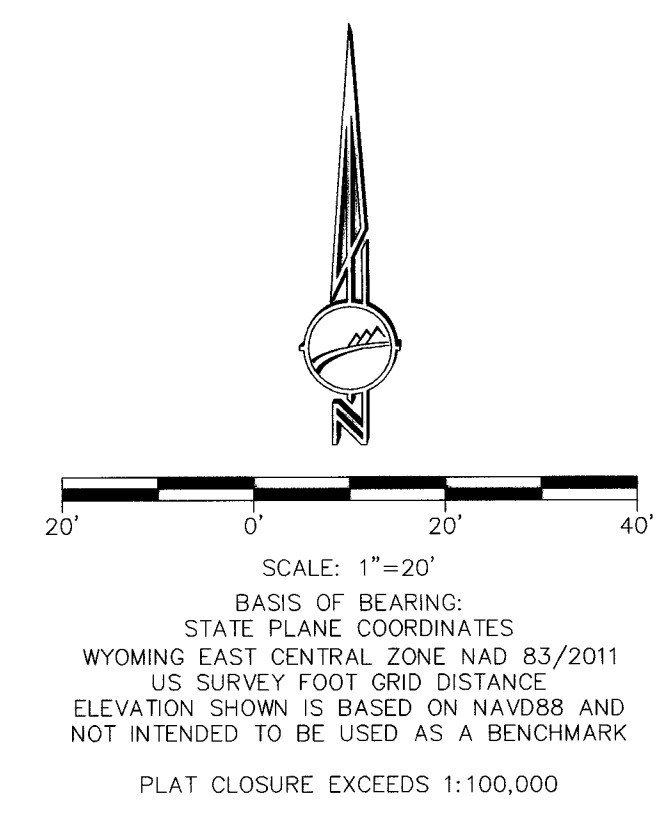 N
20' 0' 20' 40'
SCALE: 1"=20'
BASIS OF BEARING:
STATE PLANE COORDINATES
WYOMING EAST CENTRAL ZONE NAD 83/2011
US SURVEY FOOT GRID DISTANCE
ELEVATION SHOWN IS BASED ON NAVD88 AND
NOT INTENDED TO BE USED AS A BENCHMARK
PLAT CLOSURE EXCEEDS 1:100,000